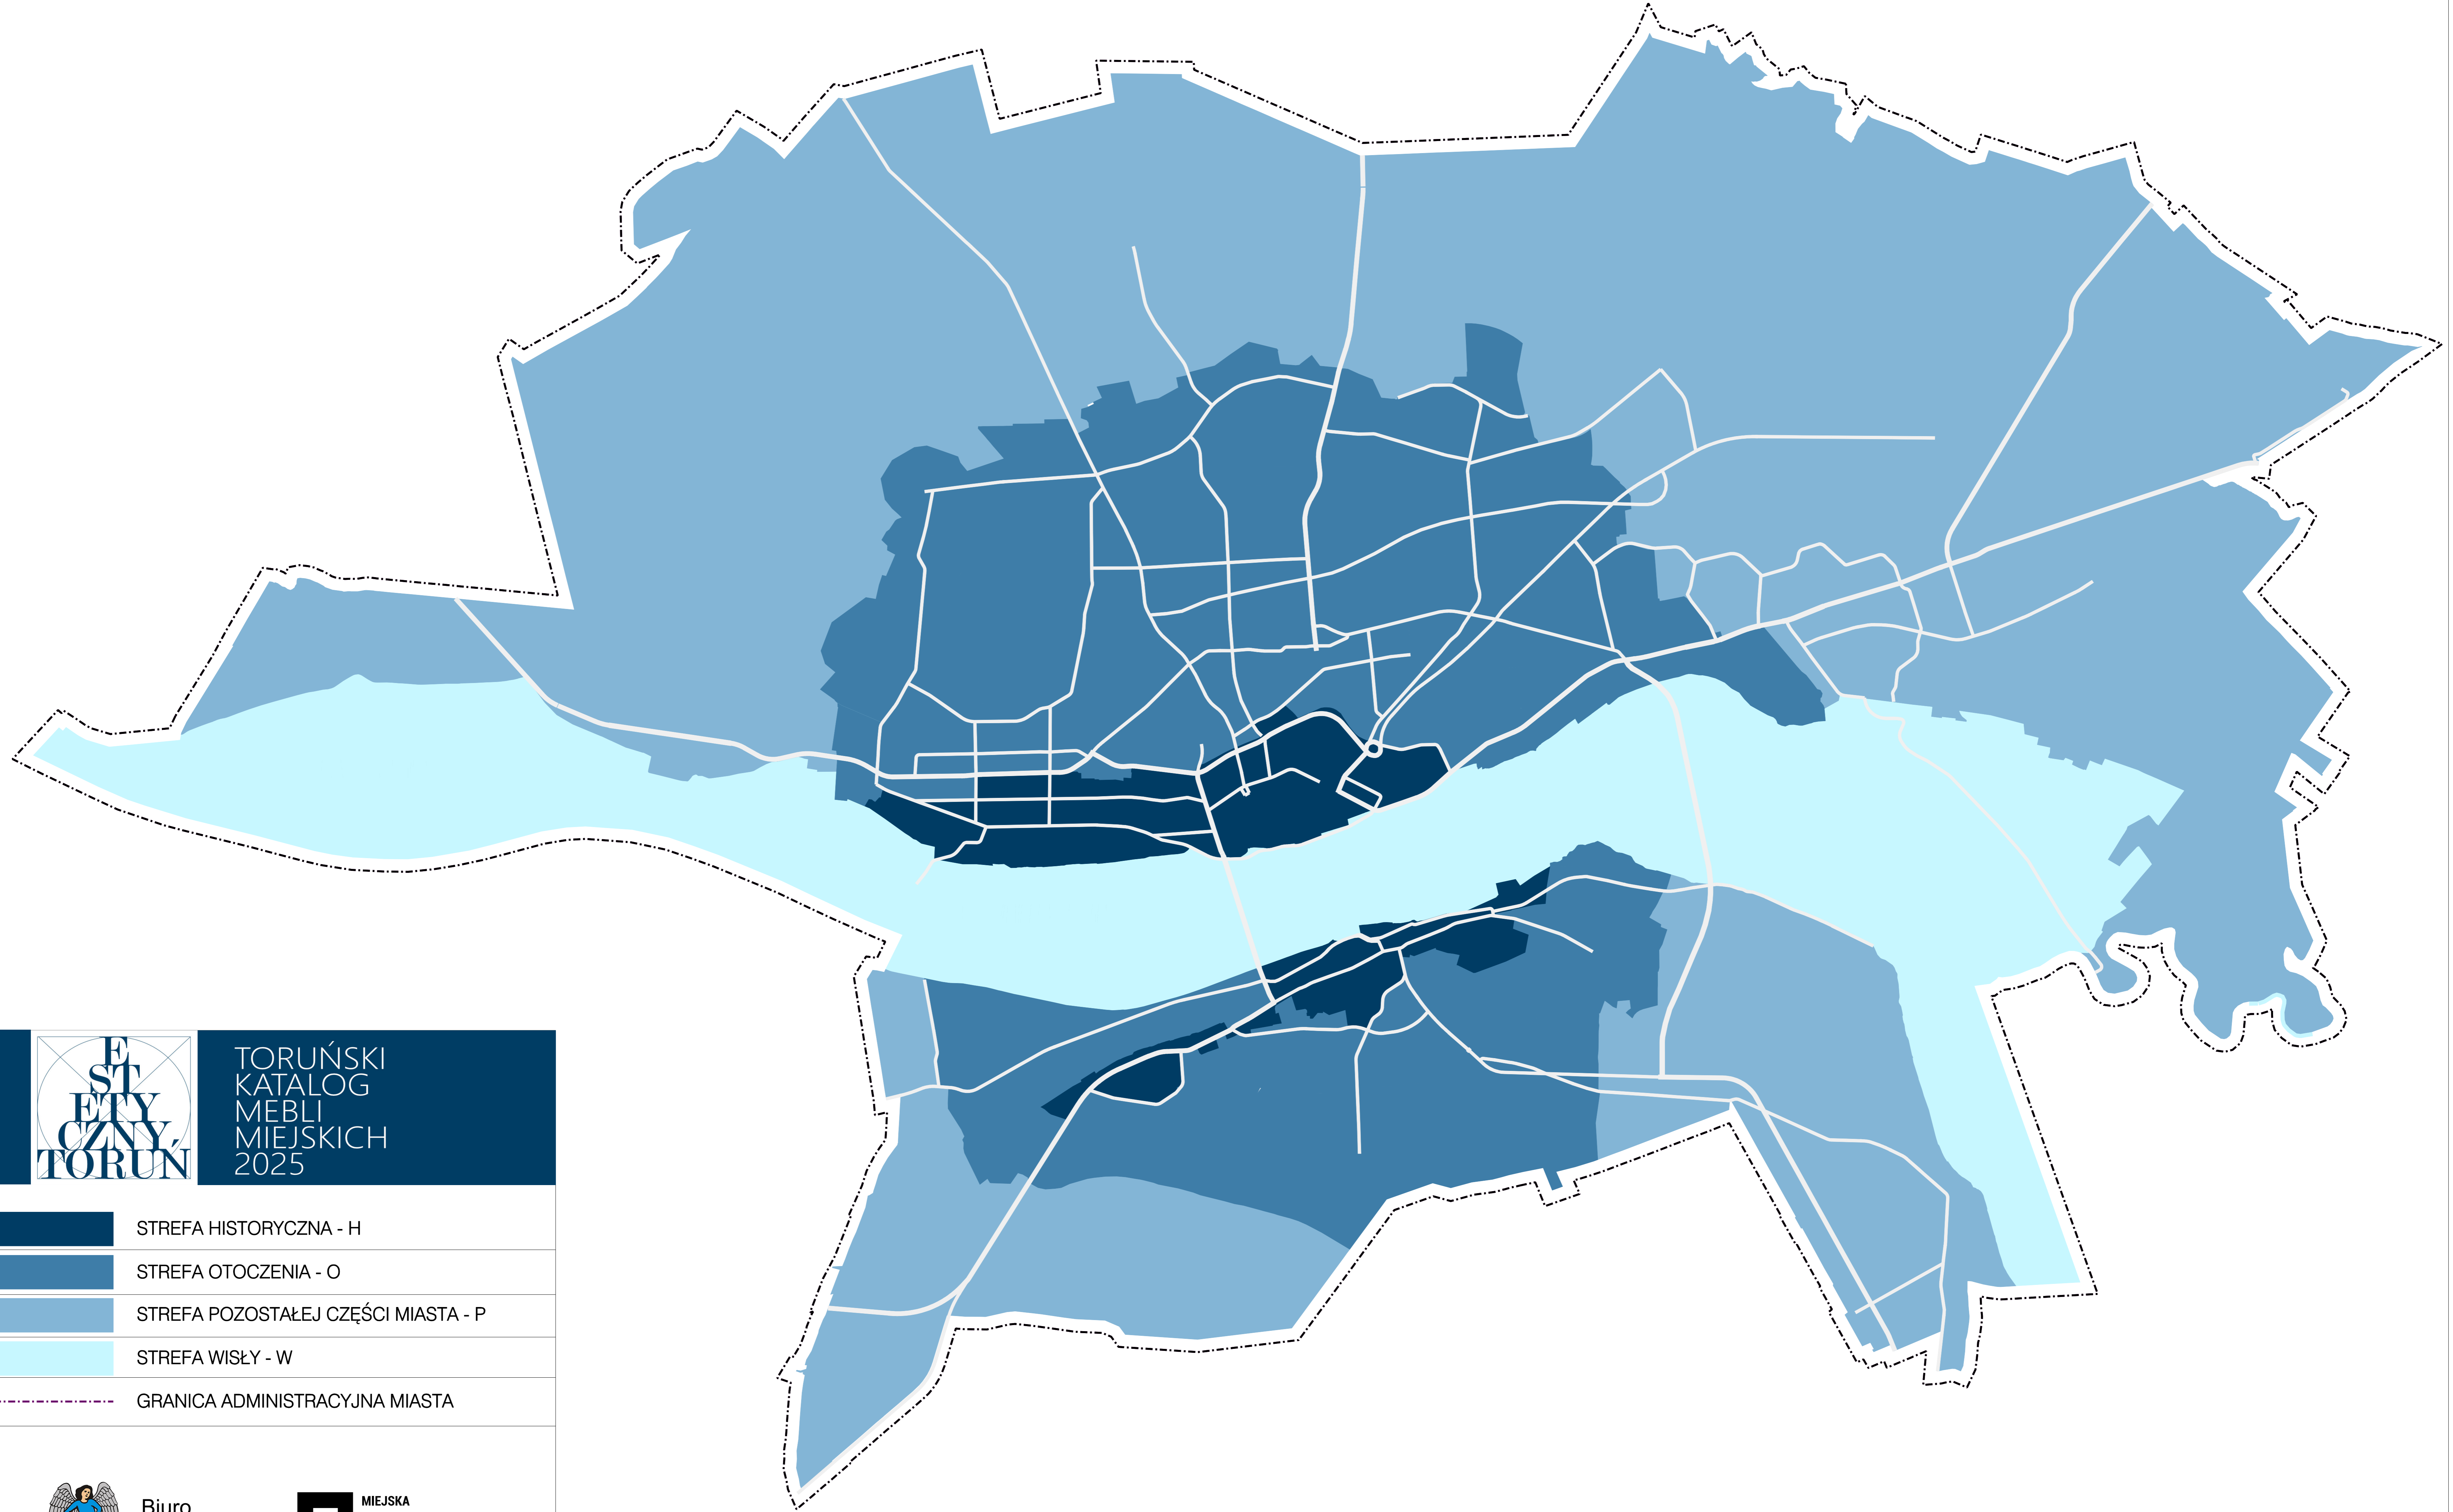 E
ST
ETY
CZNY
TORUŃ
TORUŃSKI
KATALOG
MEBLI
MIEJSKICH
2025
STREFA HISTORYCZNA - H
STREFA OTOCZENIA - O
STREFA POZOSTAŁEJ CZĘŚCI MIASTA - P
STREFA WISŁY - W
GRANICA ADMINISTRACYJNA MIASTA
Biuro
MIEJSKA